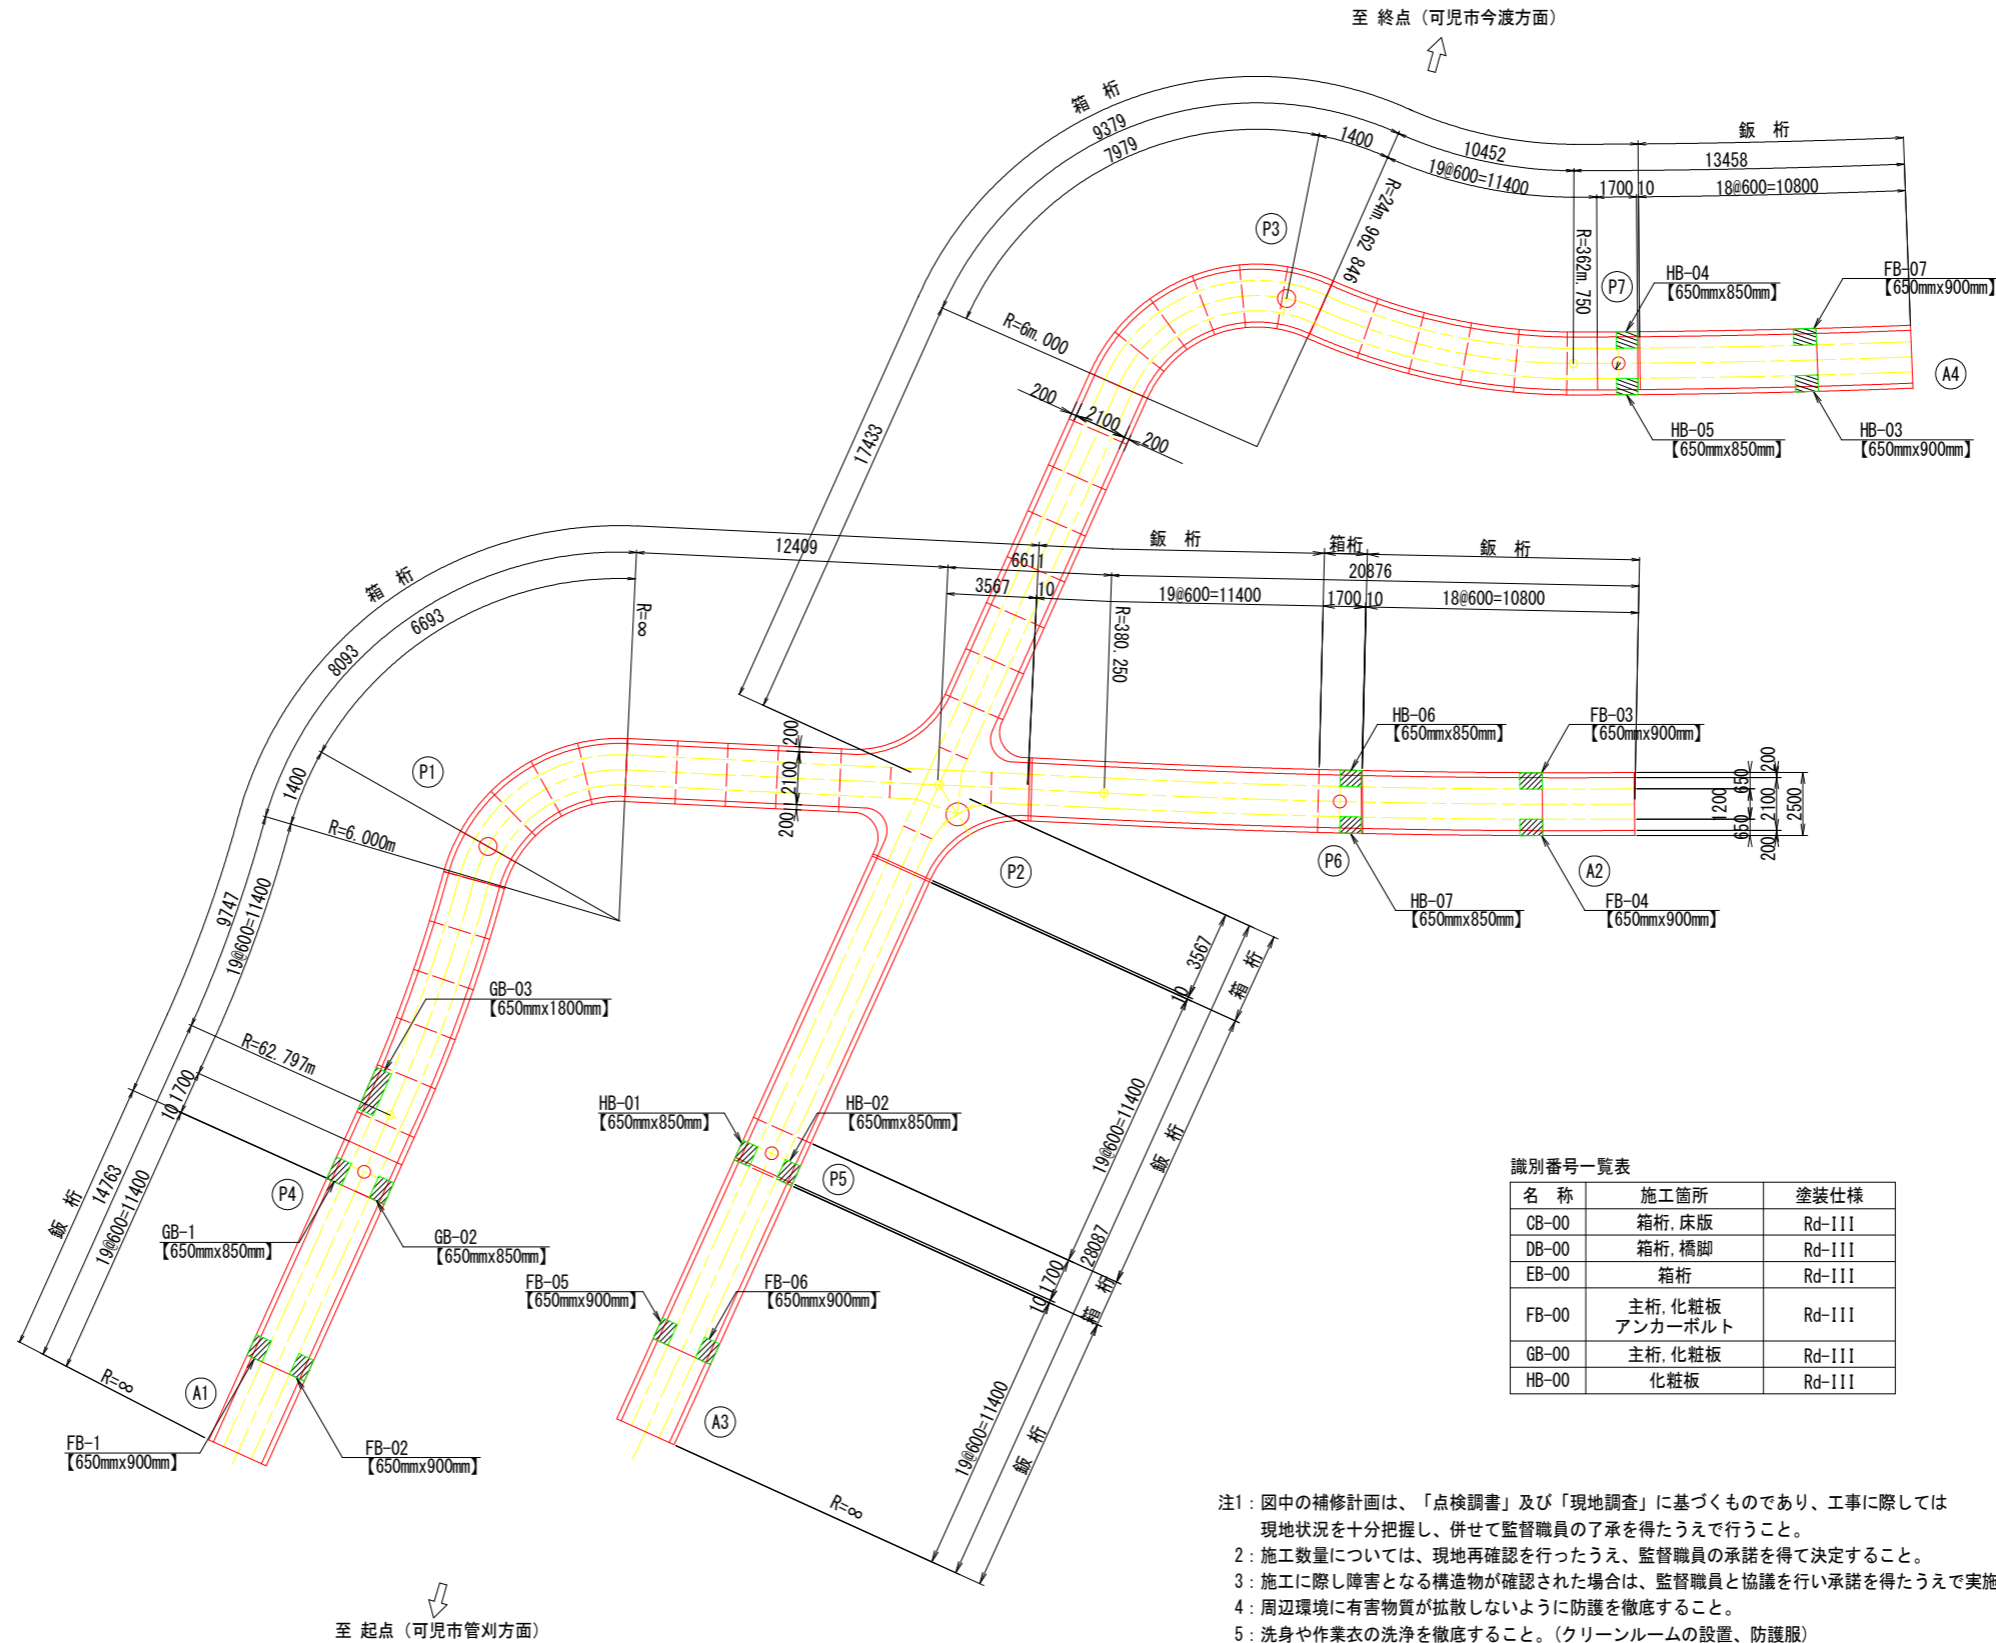 至 終点（可児市今渡方面）
箱 桁
9379
7979
1400
10452
19@600=11400
鈑 桁
13458
1700 10
18@600=10800
R=24m.962 846
R=362m.750
P3
P7
HB-04
【650mmx850mm】
FB-07
【650mmx900mm】
R=6m.000
A4
200
2100
200
HB-05
【650mmx850mm】
HB-03
【650mmx900mm】
17433
12409
鈑 桁
箱桁
鈑 桁
6611
20876
3567
10
19@600=11400
1700 10
18@600=10800
箱 桁
6693
8093
R=∞
R=380.250
HB-06
【650mmx850mm】
FB-03
【650mmx900mm】
P1
1400
200
2100
200
200
650
1200
2100
2500
650
200
R=6.000m
P2
P6
A2
HB-07
【650mmx850mm】
FB-04
【650mmx900mm】
9747
19@600=11400
3567
10
箱 桁
GB-03
【650mmx1800mm】
R=62.797m
10 1700
HB-01
【650mmx850mm】
HB-02
【650mmx850mm】
19@600=11400
鈑 桁
P4
P5
14763
鈑 桁
19@600=11400
GB-1
【650mmx850mm】
GB-02
【650mmx850mm】
28087
10 1700
箱 桁
FB-05
【650mmx900mm】
FB-06
【650mmx900mm】
R=∞
A1
A3
19@600=11400
鈑 桁
FB-1
【650mmx900mm】
FB-02
【650mmx900mm】
R=∞
識別番号一覧表
名 称 施工箇所 塗装仕様
CB-00 箱桁,床版 Rd-III
DB-00 箱桁,橋脚 Rd-III
EB-00 箱桁 Rd-III
FB-00 主桁,化粧板 アンカーボルト Rd-III
GB-00 主桁,化粧板 Rd-III
HB-00 化粧板 Rd-III
注1：図中の補修計画は、「点検調書」及び「現地調査」に基づくものであり、工事に際しては
現地状況を十分把握し、併せて監督職員の了承を得たうえで行うこと。
2：施工数量については、現地再確認を行ったうえ、監督職員の承諾を得て決定すること。
3：施工に際し障害となる構造物が確認された場合は、監督職員と協議を行い承諾を得たうえで実施
4：周辺環境に有害物質が拡散しないように防護を徹底すること。
5：洗身や作業衣の洗浄を徹底すること。（クリーンルームの設置、防護服）
至 起点（可児市管刈方面）